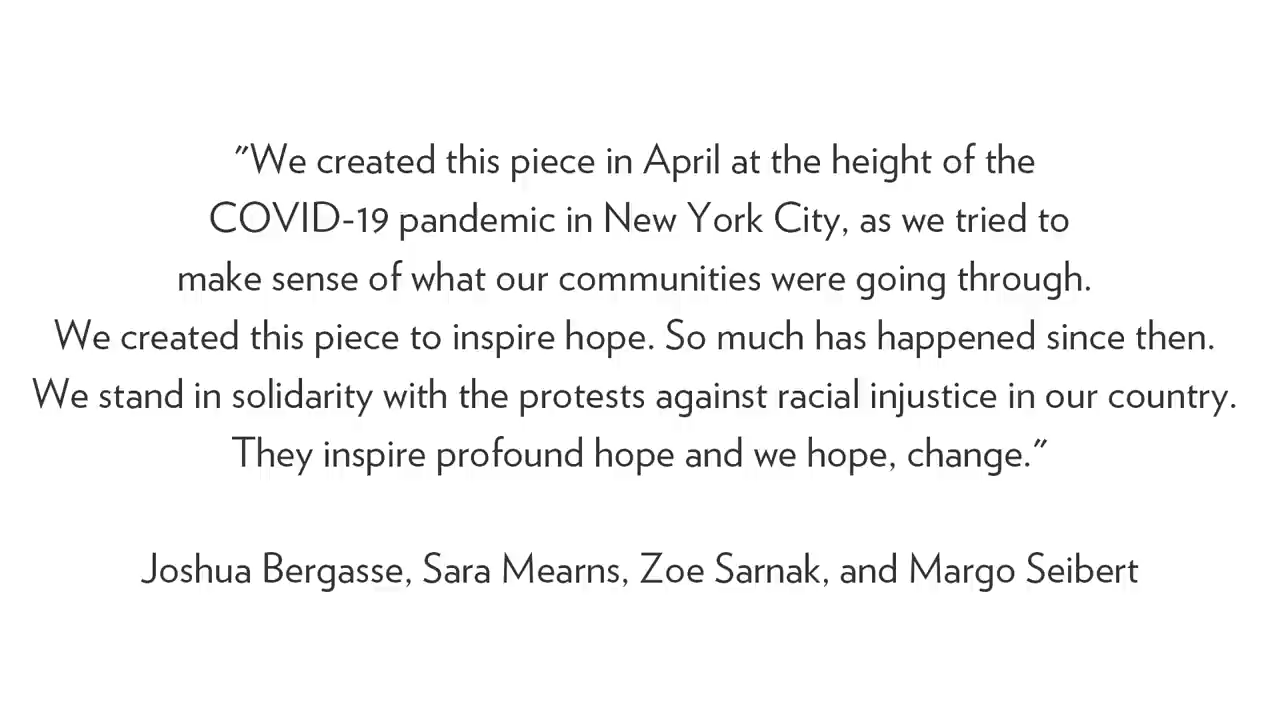 "We created this piece in April at the height of the
COVID-19 pandemic in New York City, as we tried to
make sense of what our communities were going through.
We created this piece to inspire hope. So much has happened since then.
We stand in solidarity with the protests against racial injustice in our country.
They inspire profound hope and we hope, change."
Joshua Bergasse, Sara Mearns, Zoe Sarnak, and Margo Seibert